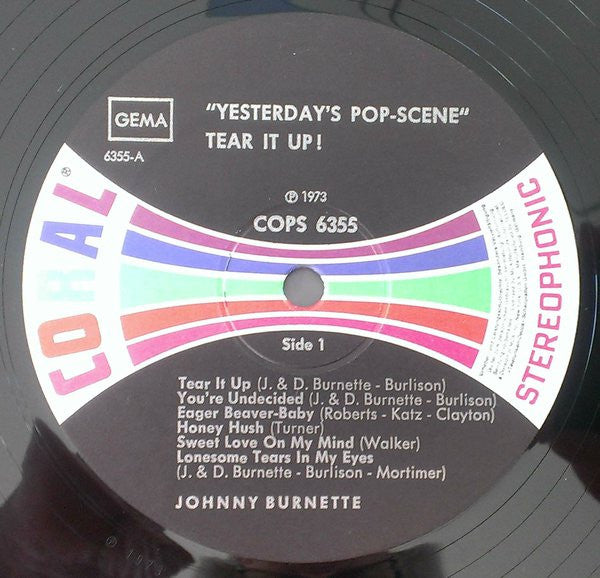 GEMA
6355-A
"YESTERDAY'S POP-SCENE"
TEAR IT UP!
CORAL®
℗ 1973
COPS 6355
STEREOPHONIC
Side 1
Tear It Up (J. & D. Burnette - Burlison)
You're Undecided (J. & D. Burnette - Burlison)
Eager Beaver-Baby (Roberts - Katz - Clayton)
Honey Hush (Turner)
Sweet Love On My Mind (Walker)
Lonesome Tears In My Eyes
(J. & D. Burnette - Burlison - Mortimer)
JOHNNY BURNETTE
℗ 1973